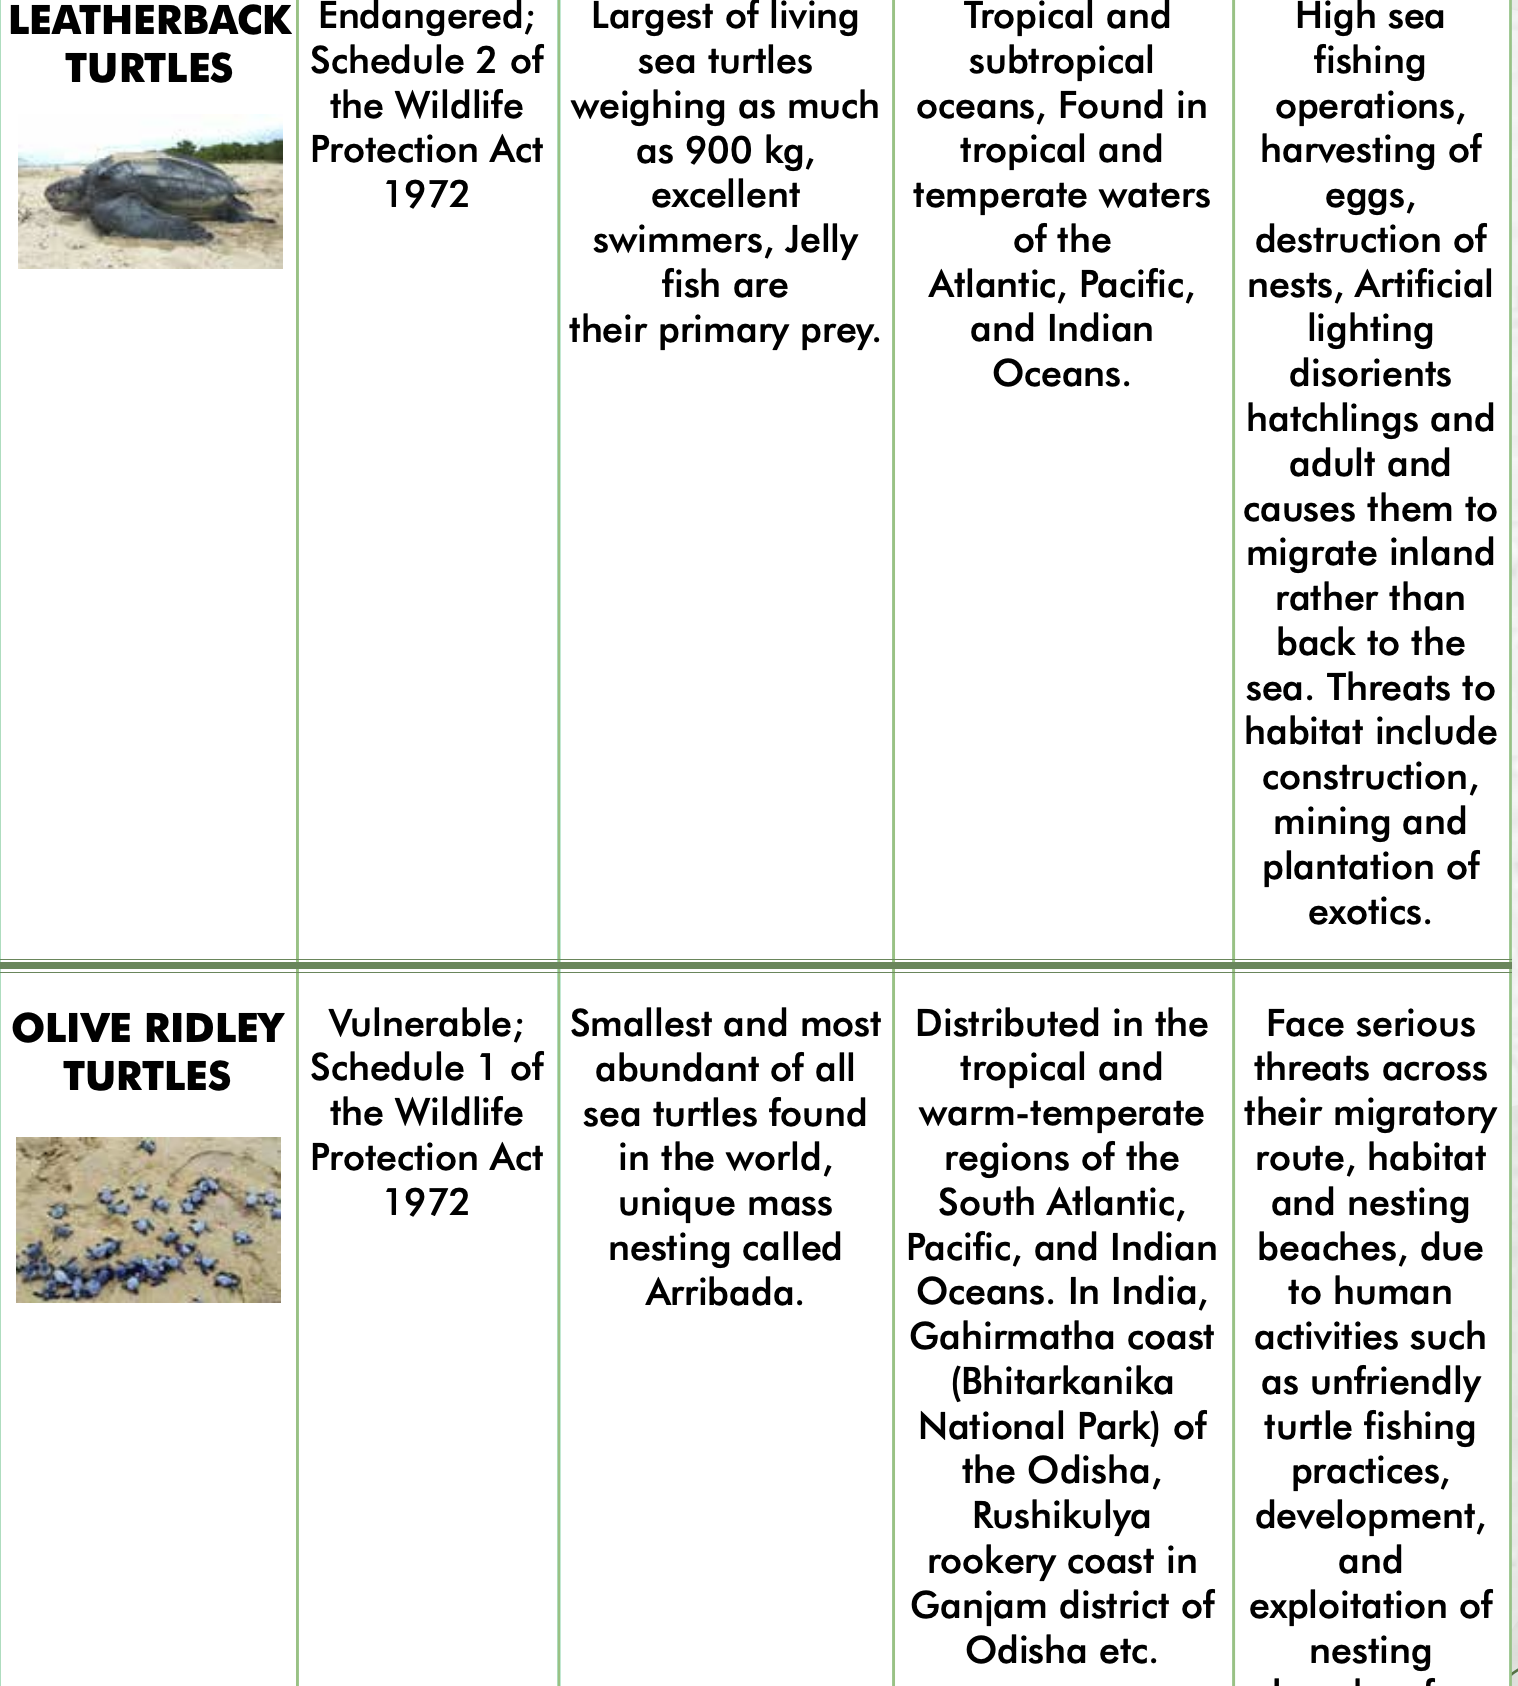 LEATHERBACK
TURTLES
Endangered;
Schedule 2 of
the Wildlife
Protection Act
1972
Largest of living
sea turtles
weighing as much
as 900 kg,
excellent
swimmers, Jelly
fish are
their primary prey.
Tropical and
subtropical
oceans, Found in
tropical and
temperate waters
of the
Atlantic, Pacific,
and Indian
Oceans.
High sea
fishing
operations,
harvesting of
eggs,
destruction of
nests, Artificial
lighting
disorients
hatchlings and
adult and
causes them to
migrate inland
rather than
back to the
sea. Threats to
habitat include
construction,
mining and
plantation of
exotics.
OLIVE RIDLEY
TURTLES
Vulnerable;
Schedule 1 of
the Wildlife
Protection Act
1972
Smallest and most
abundant of all
sea turtles found
in the world,
unique mass
nesting called
Arribada.
Distributed in the
tropical and
warm-temperate
regions of the
South Atlantic,
Pacific, and Indian
Oceans. In India,
Gahirmatha coast
(Bhitarkanika
National Park) of
the Odisha,
Rushikulya
rookery coast in
Ganjam district of
Odisha etc.
Face serious
threats across
their migratory
route, habitat
and nesting
beaches, due
to human
activities such
as unfriendly
turtle fishing
practices,
development,
and
exploitation of
nesting